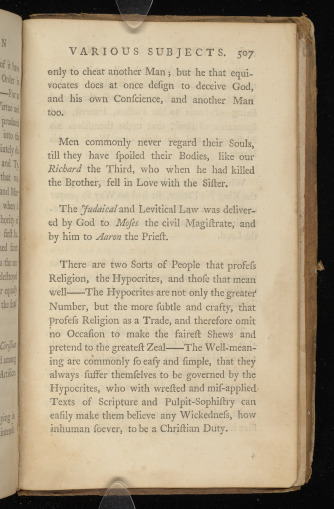 VARIOUS SUBJECTS. 507
only to cheat another Man; but he that equi-
vocates does at once deſign to deceive God,
and his own Conſcience, and another Man
too.
Men commonly never regard their Souls,
till they have ſpoiled their Bodies, like our
Richard the Third, who when he had killed
the Brother, fell in Love with the Siſter.
The Judaical and Levitical Law was deliver-
ed by God to Moſes the civil Magiſtrate, and
by him to Aaron the Prieſt.
There are two Sorts of People that profeſs
Religion, the Hypocrites, and thoſe that mean
well——The Hypocrites are not only the greater
Number, but the more ſubtle and crafty, that
profeſs Religion as a Trade, and therefore omit
no Occaſion to make the faireſt Shews and
pretend to the greateſt Zeal——The Well-mean-
ing are commonly ſo eaſy and ſimple, that they
always ſuffer themſelves to be governed by the
Hypocrites, who with wreſted and miſ-applied
Texts of Scripture and Pulpit-Sophiſtry can
eaſily make them believe any Wickedneſs, how
inhuman ſoever, to be a Chriſtian Duty.